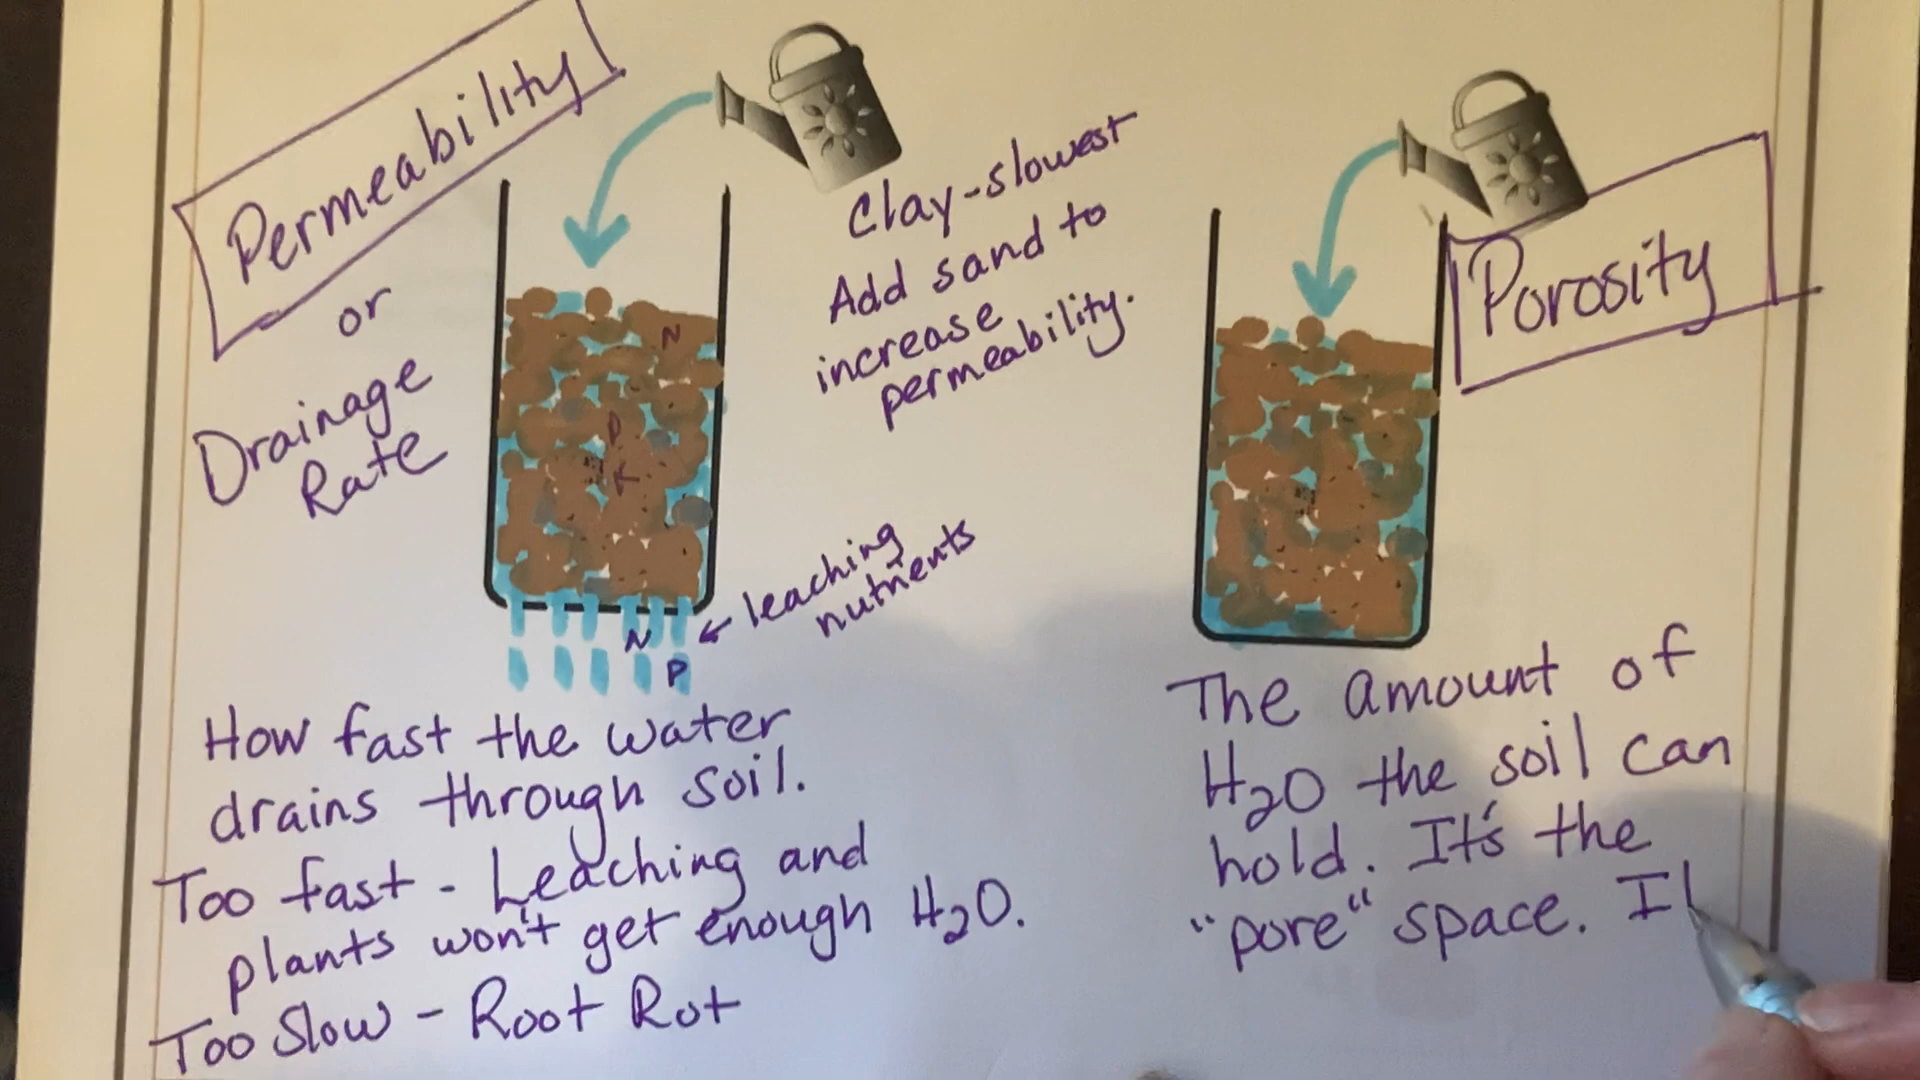 Permeability
or
Drainage
Rate
Clay-slowest
Add sand to
increase
permeability.
N
P
K
N
P
← leaching
nutrients
How fast the water
drains through soil.
Too fast - Leaching and
plants won't get enough H2O.
Too Slow - Root Rot
Porosity
The amount of
H2O the soil can
hold. It's the
"pore" space. I